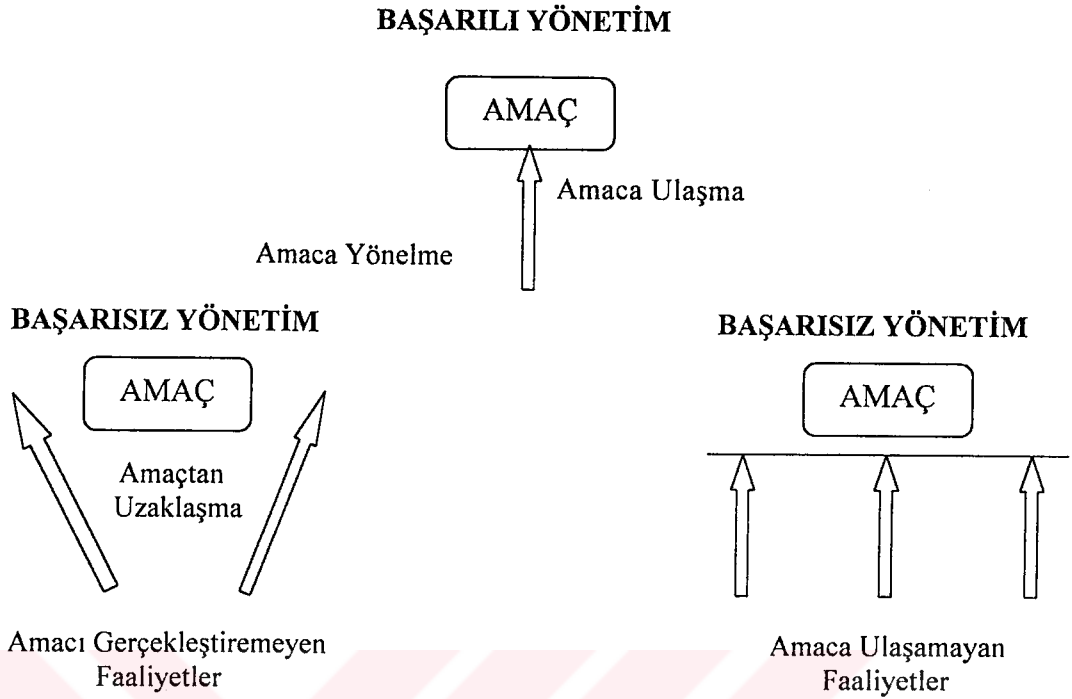 BAŞARILI YÖNETİM
AMAÇ
Amaca Ulaşma
Amaca Yönelme
BAŞARISIZ YÖNETİM
AMAÇ
Amaçtan
Uzaklaşma
Amacı Gerçekleştiremeyen
Faaliyetler
BAŞARISIZ YÖNETİM
AMAÇ
Amaca Ulaşamayan
Faaliyetler